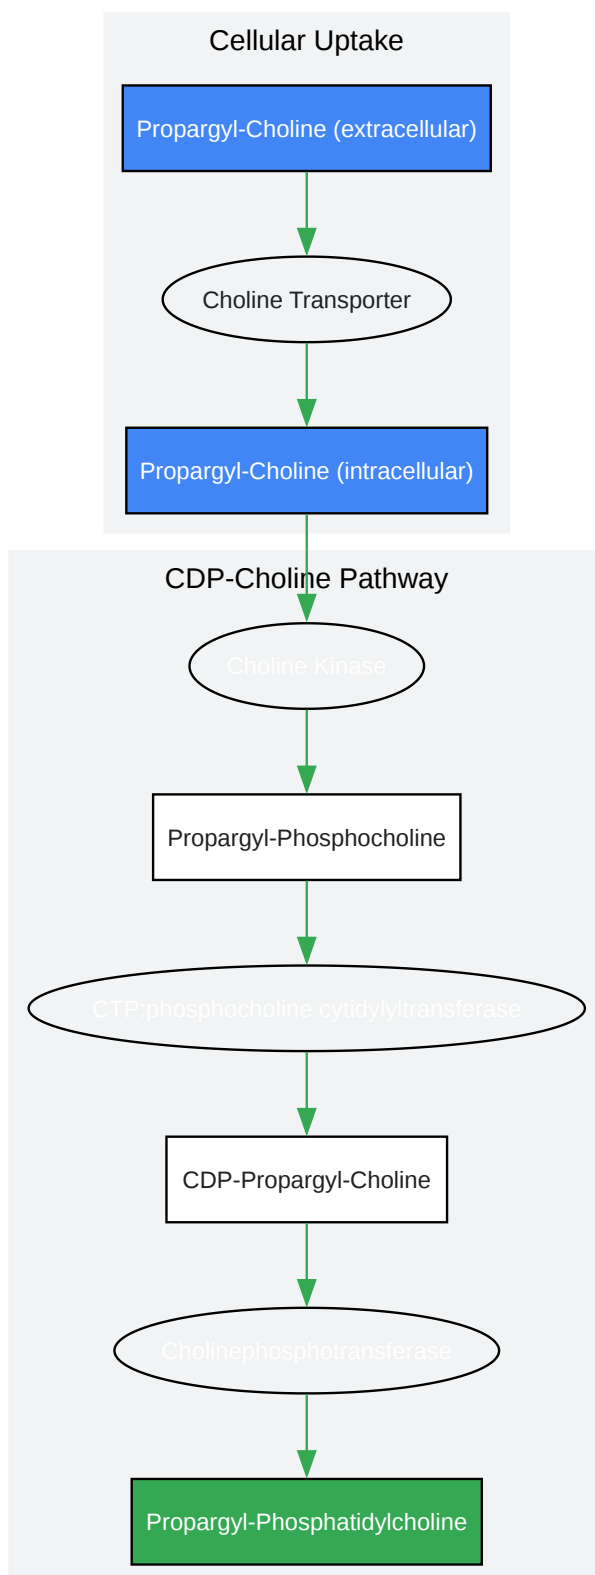 Cellular Uptake
Propargyl-Choline (extracellular)
Choline Transporter
Propargyl-Choline (intracellular)
CDP-Choline Pathway
Choline Kinase
Propargyl-Phosphocholine
CTP:phosphocholine cytidylyltransferase
CDP-Propargyl-Choline
Cholinephosphotransferase
Propargyl-Phosphatidylcholine